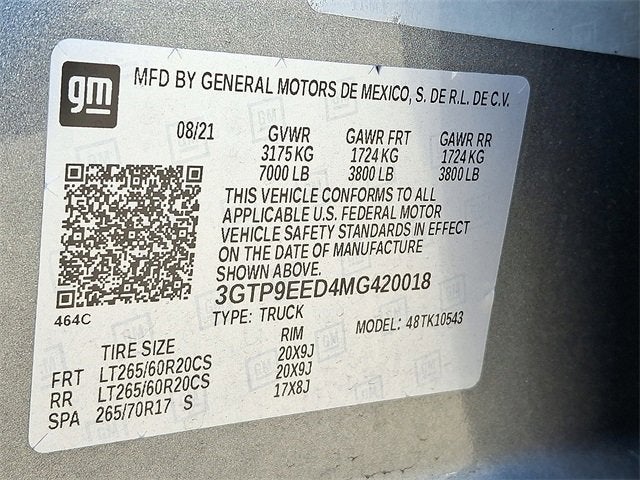 gm
MFD BY GENERAL MOTORS DE MEXICO, S. DE R.L. DE C.V.
08/21 GVWR GAWR FRT GAWR RR
3175 KG 1724 KG 1724 KG
7000 LB 3800 LB 3800 LB
THIS VEHICLE CONFORMS TO ALL
APPLICABLE U.S. FEDERAL MOTOR
VEHICLE SAFETY STANDARDS IN EFFECT
ON THE DATE OF MANUFACTURE
SHOWN ABOVE.
3GTP9EED4MG420018
464C
TYPE: TRUCK MODEL: 48TK10543
TIRE SIZE RIM
FRT LT265/60R20CS 20X9J
RR LT265/60R20CS 20X9J
SPA 265/70R17 S 17X8J